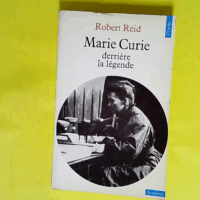 Robert Reid
Marie Curie
derrière
la légende